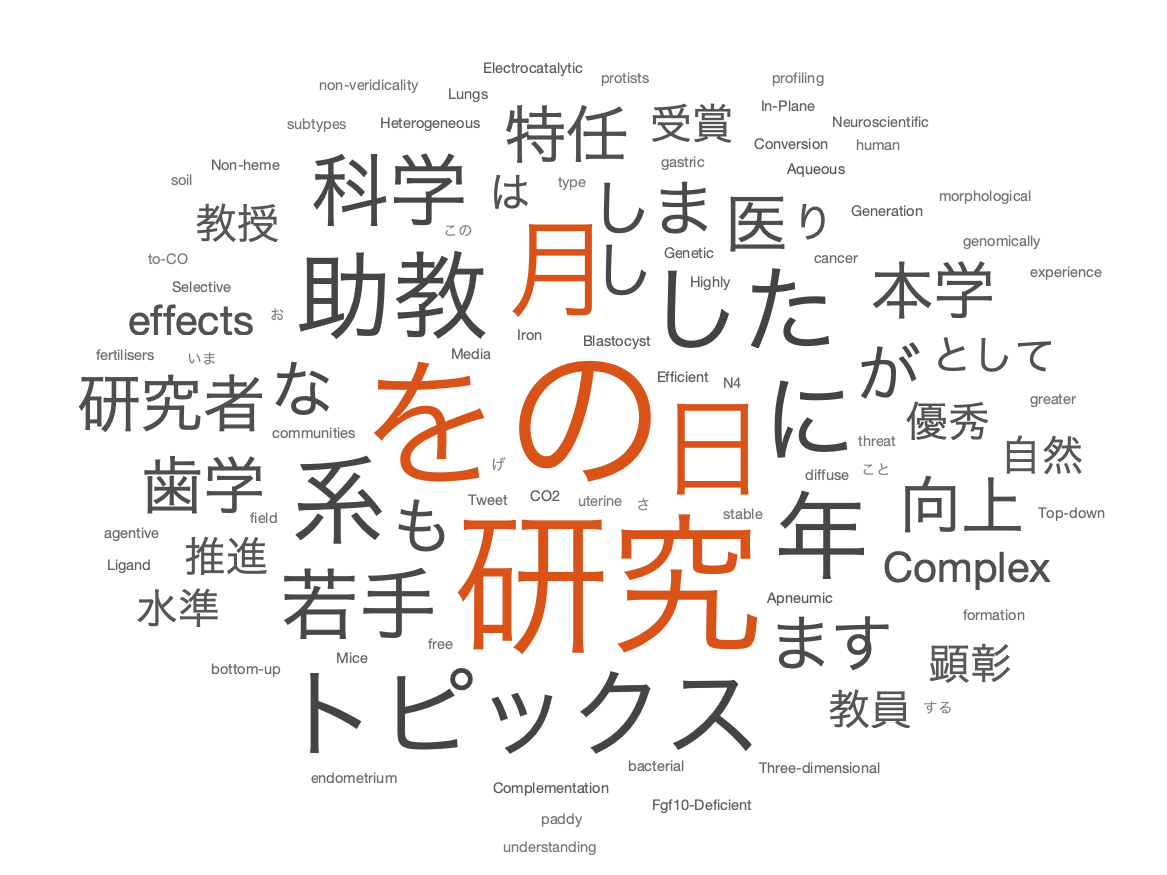 Electrocatalytic
non-veridicality
protists
profiling
Lungs
In-Plane
subtypes
Heterogeneous
特任
受賞
Neuroscientific
Conversion
human
gastric
Non-heme
Aqueous
soil
科学
は
type
しま
医
り
morphological
教授
この
Generation
月
genomically
to-CO
し
Genetic
cancer
experience
Selective
Highly
本学
助教
した
effects
お
Iron
Blastocyst
fertilisers
いま
Media
が
として
研究者
な
をの
Efficient
N4
日
に
greater
優秀
communities
threat
自然
歯学
系
げ
diffuse
こと
Tweet
CO2
uterine
さ
stable
向上
Top-down
field
も
年
agentive
推進
Ligand
研究
Complex
水準
若手
Apneumic
formation
free
ます
bottom-up
Mice
顕彰
トピックス
教員
する
endometrium
bacterial
Three-dimensional
Complementation
Fgf10-Deficient
paddy
understanding